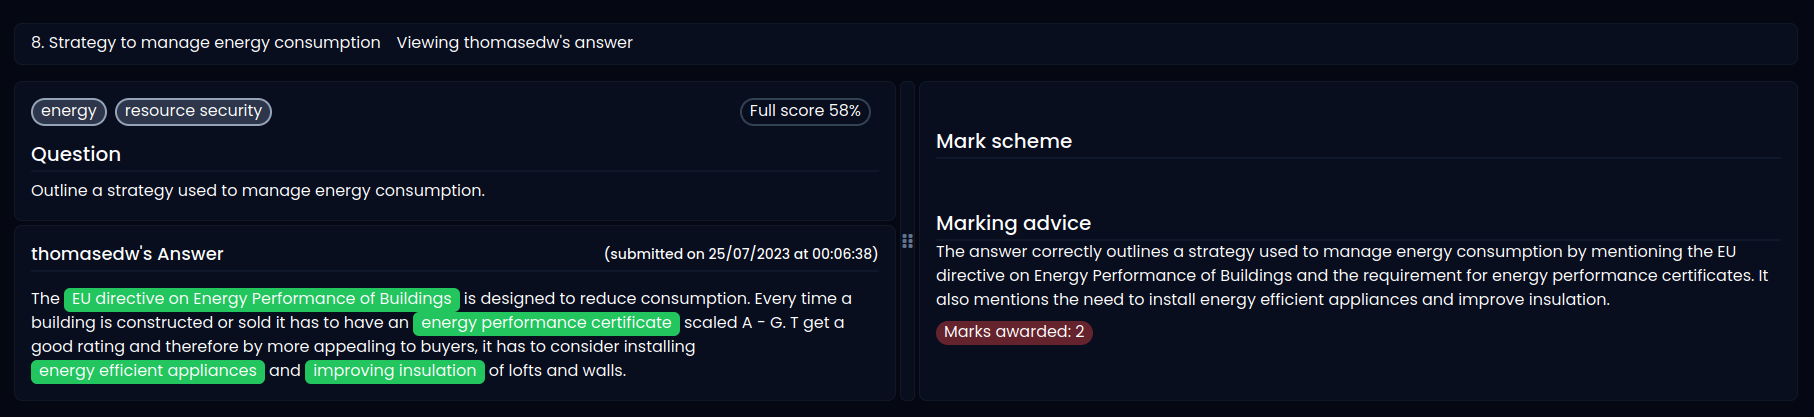 8. Strategy to manage energy consumption Viewing thomasedw's answer
energy resource security Full score 58%
Question
Outline a strategy used to manage energy consumption.
thomasedw's Answer (submitted on 25/07/2023 at 00:06:38)
The EU directive on Energy Performance of Buildings is designed to reduce consumption. Every time a
building is constructed or sold it has to have an energy performance certificate scaled A - G. T get a
good rating and therefore by more appealing to buyers, it has to consider installing
energy efficient appliances and improving insulation of lofts and walls.
Mark scheme
Marking advice
The answer correctly outlines a strategy used to manage energy consumption by mentioning the EU
directive on Energy Performance of Buildings and the requirement for energy performance certificates. It
also mentions the need to install energy efficient appliances and improve insulation.
Marks awarded: 2